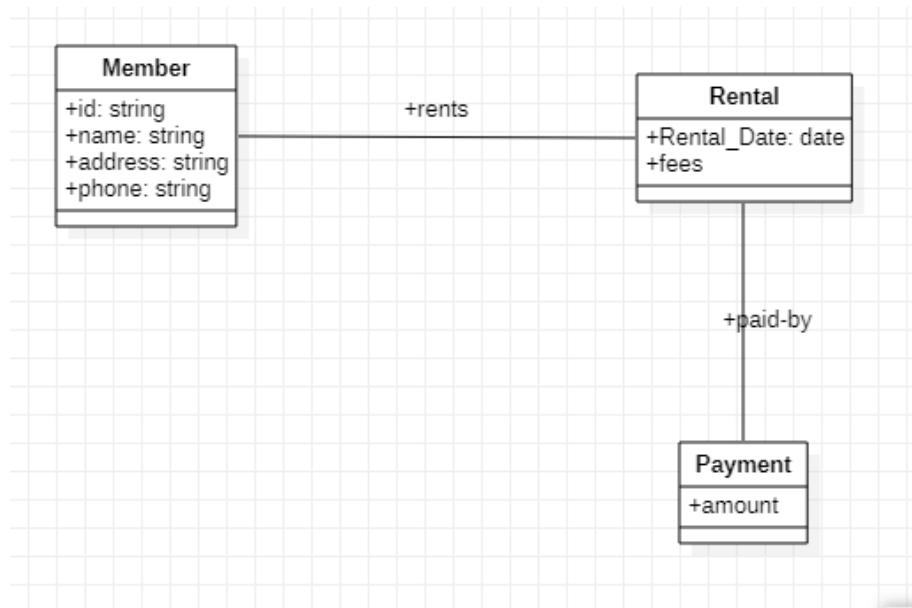 Member
+id: string
+name: string
+address: string
+phone: string
+rents
Rental
+Rental_Date: date
+fees
+paid-by
Payment
+amount